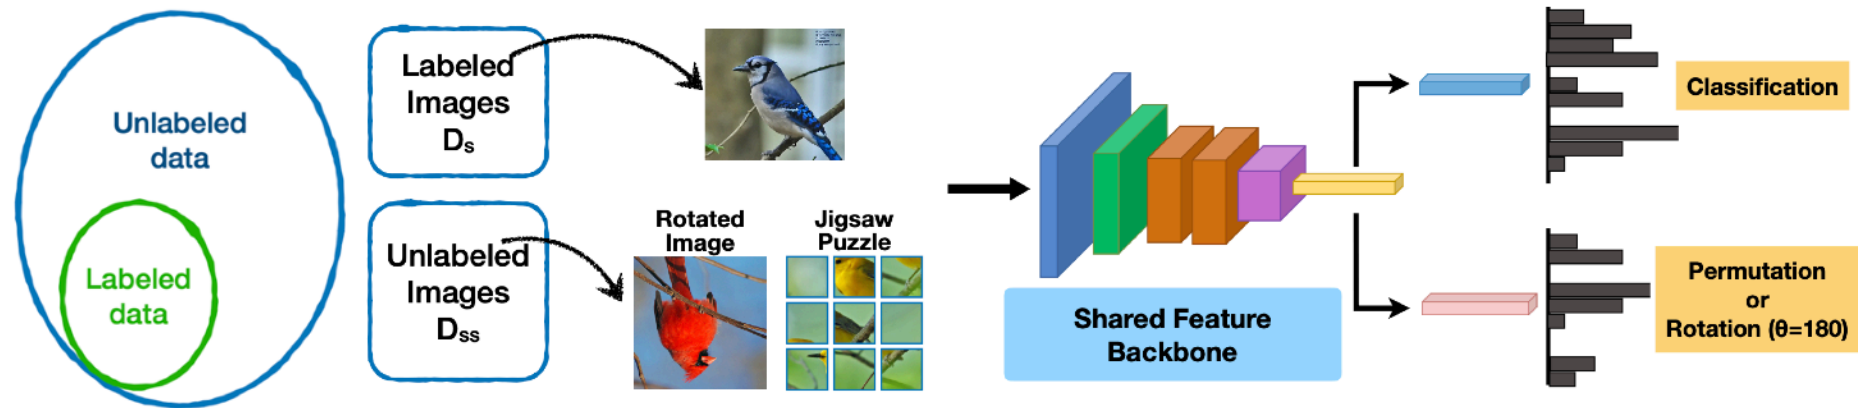 Unlabeled
data
Labeled
data
Labeled
Images
Ds
Unlabeled
Images
Dss
Rotated
Image
Jigsaw
Puzzle
Shared Feature
Backbone
Classification
Permutation
or
Rotation (θ=180)